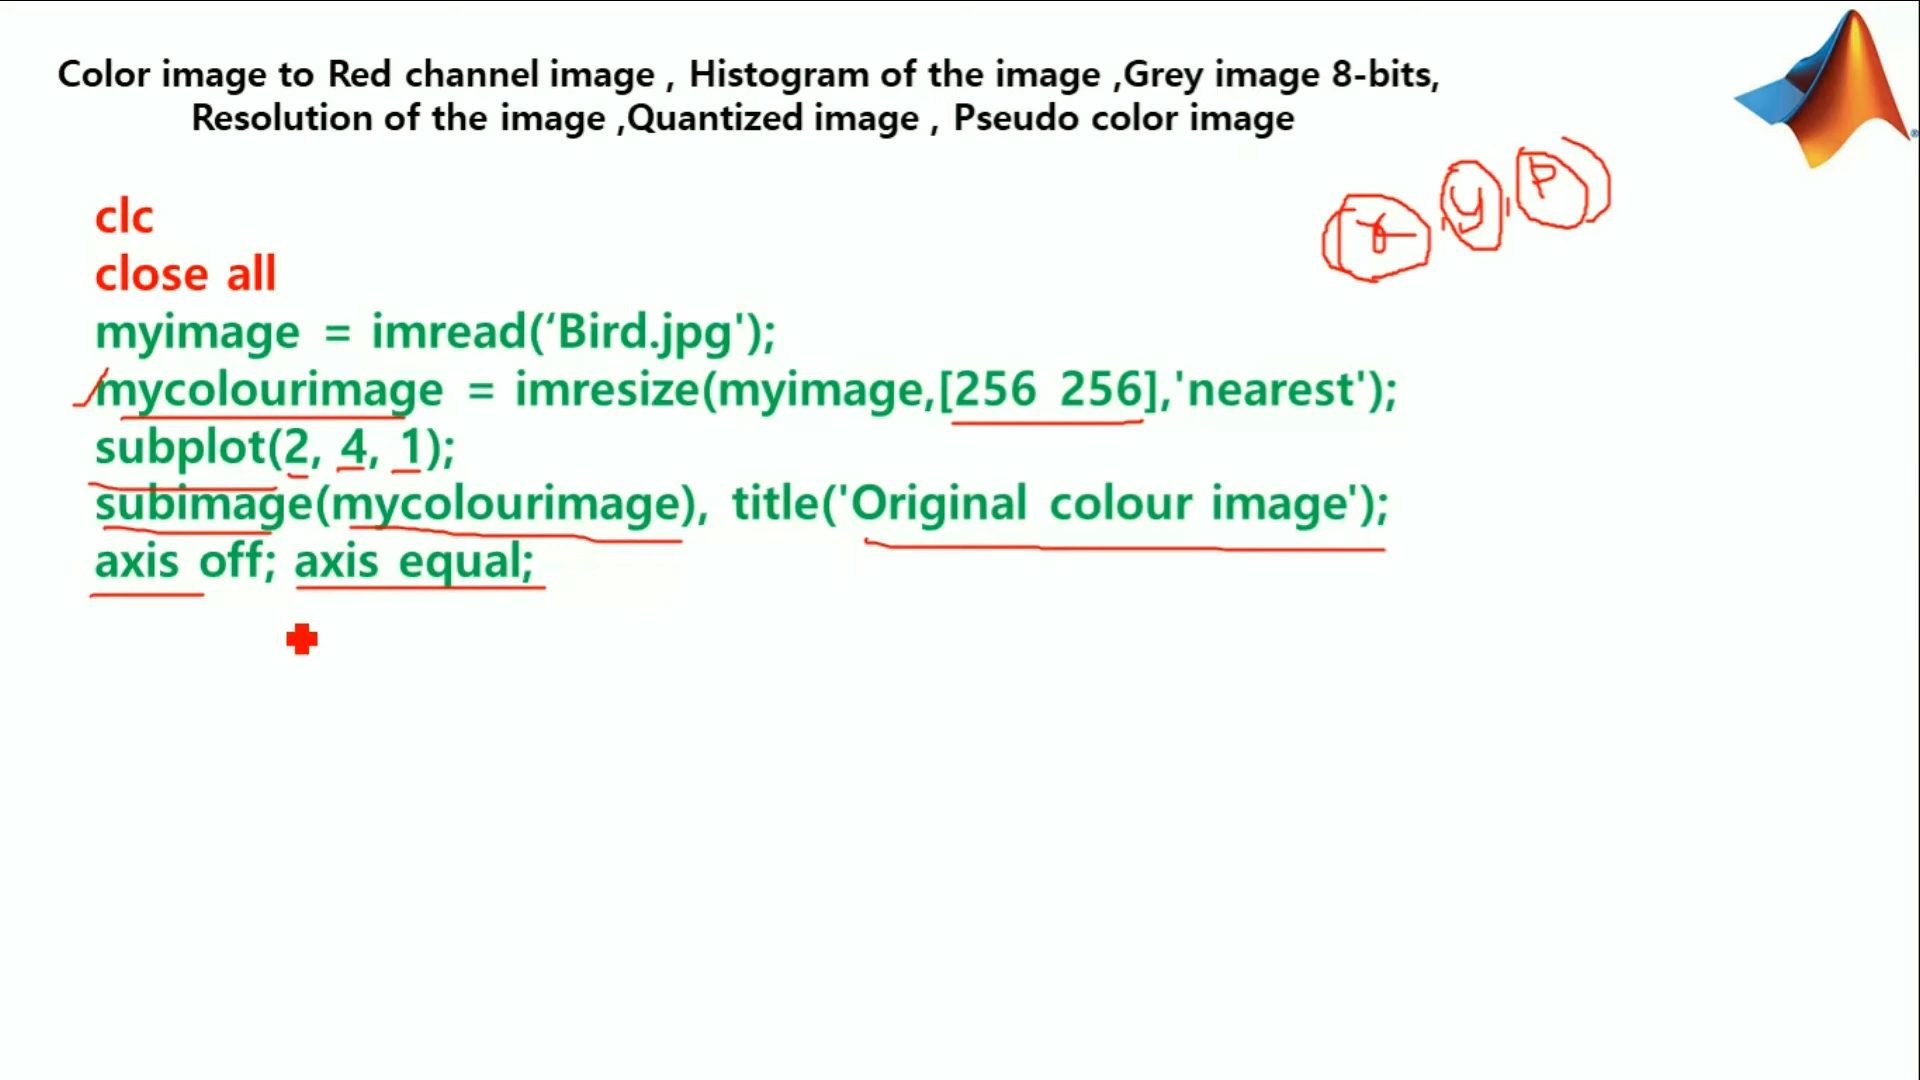 Color image to Red channel image , Histogram of the image ,Grey image 8-bits,
Resolution of the image ,Quantized image , Pseudo color image
y, P
clc
close all
myimage = imread(‘Bird.jpg');
mycolourimage = imresize(myimage,[256 256],'nearest');
subplot(2, 4, 1);
subimage(mycolourimage), title('Original colour image');
axis off; axis equal;